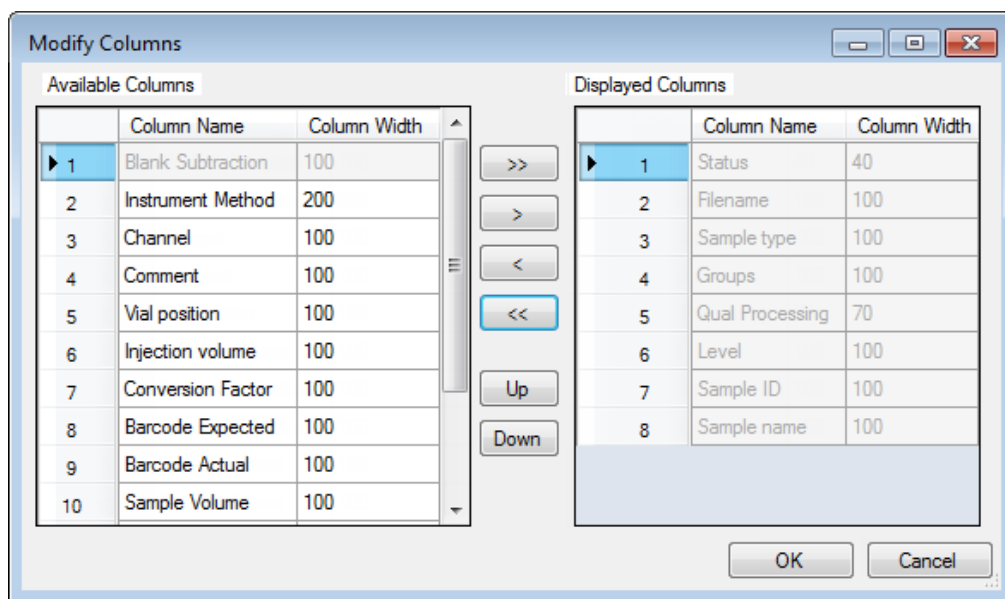 Modify Columns
Available Columns
Column Name Column Width
1 Blank Subtraction 100
2 Instrument Method 200
3 Channel 100
4 Comment 100
5 Vial position 100
6 Injection volume 100
7 Conversion Factor 100
8 Barcode Expected 100
9 Barcode Actual 100
10 Sample Volume 100
>>
>
<
<<
Up
Down
Displayed Columns
Column Name Column Width
1 Status 40
2 Filename 100
3 Sample type 100
4 Groups 100
5 Qual Processing 70
6 Level 100
7 Sample ID 100
8 Sample name 100
OK Cancel